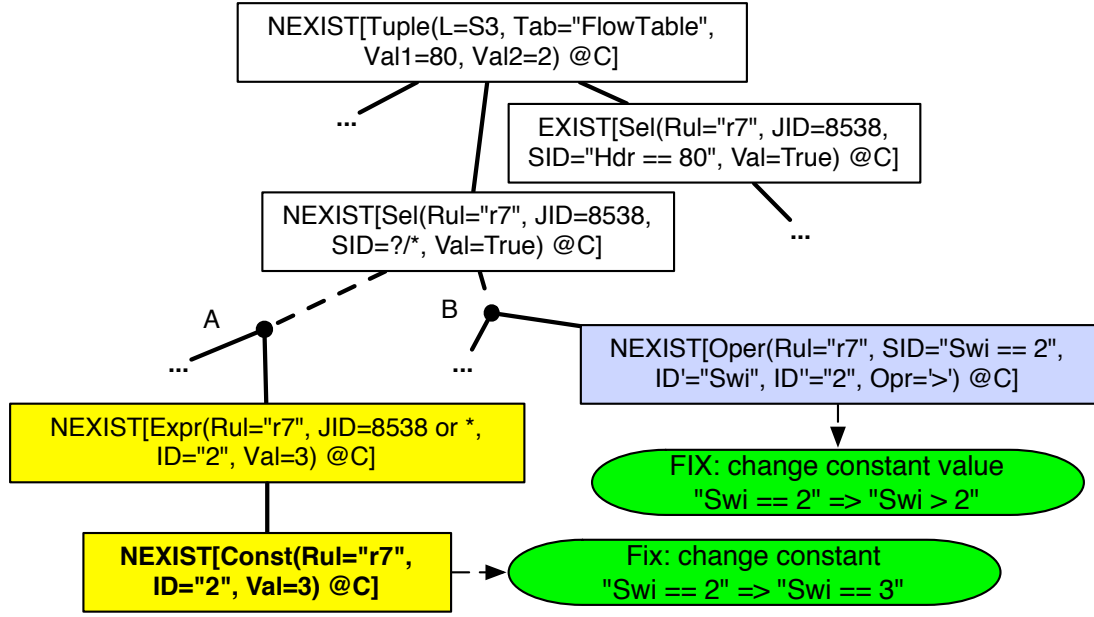 NEXIST[Tuple(L=S3, Tab="FlowTable",
Val1=80, Val2=2) @C]
...
EXIST[Sel(Rul="r7", JID=8538,
SID="Hdr == 80", Val=True) @C]
...
NEXIST[Sel(Rul="r7", JID=8538,
SID=?/*, Val=True) @C]
A
...
B
...
NEXIST[Oper(Rul="r7", SID="Swi == 2",
ID'="Swi", ID''="2", Opr='>') @C]
NEXIST[Expr(Rul="r7", JID=8538 or *,
ID="2", Val=3) @C]
FIX: change constant value
"Swi == 2" => "Swi > 2"
NEXIST[Const(Rul="r7",
ID="2", Val=3) @C]
Fix: change constant
"Swi == 2" => "Swi == 3"